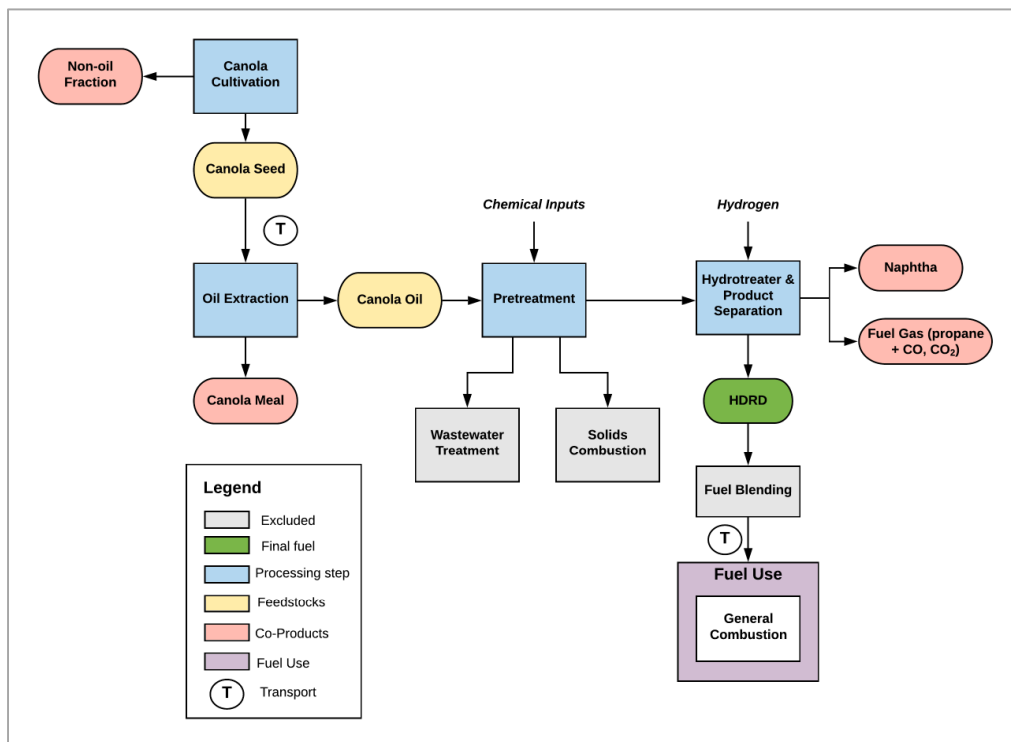 Non-oil
Fraction
Canola
Cultivation
Canola Seed
T
Chemical Inputs
Hydrogen
Oil Extraction
Canola Oil
Pretreatment
Hydrotreater &
Product
Separation
Naphtha
Fuel Gas (propane
+ CO, CO₂)
Canola Meal
Wastewater
Treatment
Solids
Combustion
HDRD
Fuel Blending
T
Fuel Use
General
Combustion
Legend
Excluded
Final fuel
Processing step
Feedstocks
Co-Products
Fuel Use
T Transport